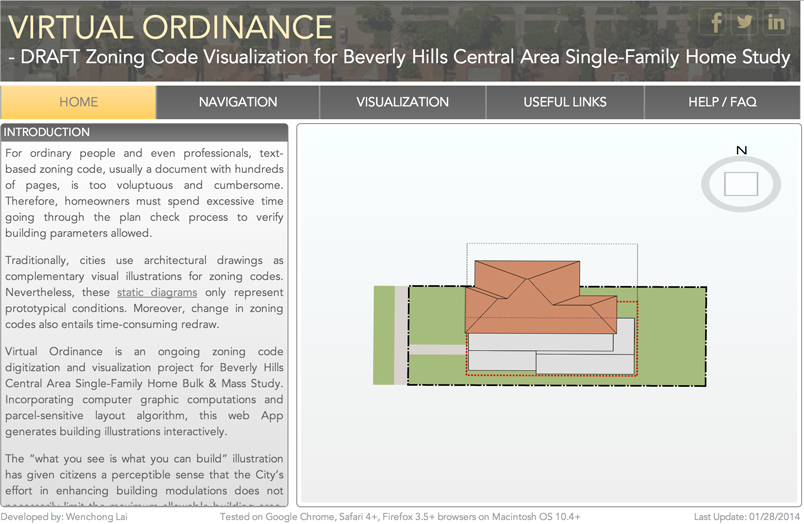 VIRTUAL ORDINANCE
- DRAFT Zoning Code Visualization for Beverly Hills Central Area Single-Family Home Study
HOME
NAVIGATION
VISUALIZATION
USEFUL LINKS
HELP / FAQ
INTRODUCTION
For ordinary people and even professionals, text-
based zoning code, usually a document with hundreds
of pages, is too voluptuous and cumbersome.
Therefore, homeowners must spend excessive time
going through the plan check process to verify
building parameters allowed.
Traditionally, cities use architectural drawings as
complementary visual illustrations for zoning codes.
Nevertheless, these static diagrams only represent
prototypical conditions. Moreover, change in zoning
codes also entails time-consuming redraw.
Virtual Ordinance is an ongoing zoning code
digitization and visualization project for Beverly Hills
Central Area Single-Family Home Bulk & Mass Study.
Incorporating computer graphic computations and
parcel-sensitive layout algorithm, this web App
generates building illustrations interactively.
The “what you see is what you can build” illustration
has given citizens a perceptible sense that the City’s
effort in enhancing building modulations does not
necessarily limit the maximum allowable building area.
N
Developed by: Wenchong Lai
Tested on Google Chrome, Safari 4+, Firefox 3.5+ browsers on Macintosh OS 10.4+
Last Update: 01/28/2014